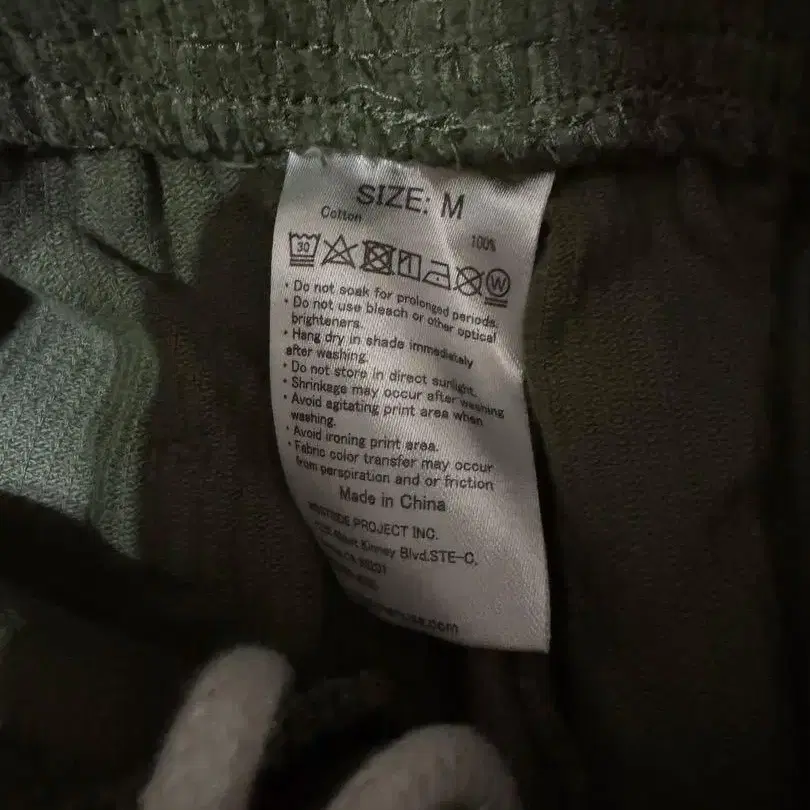 SIZE: M
Cotton
100%
30
W
• Do not soak for prolonged periods.
• Do not use bleach or other optical
brighteners.
• Hang dry in shade immediately
after washing.
• Do not store in direct sunlight.
• Shrinkage may occur after washing
• Avoid agitating print area when
washing.
• Avoid ironing print area.
• Fabric color transfer may occur
from perspiration and or friction
Made in China
PROJECT INC.
Kinney Blvd.STE-C.